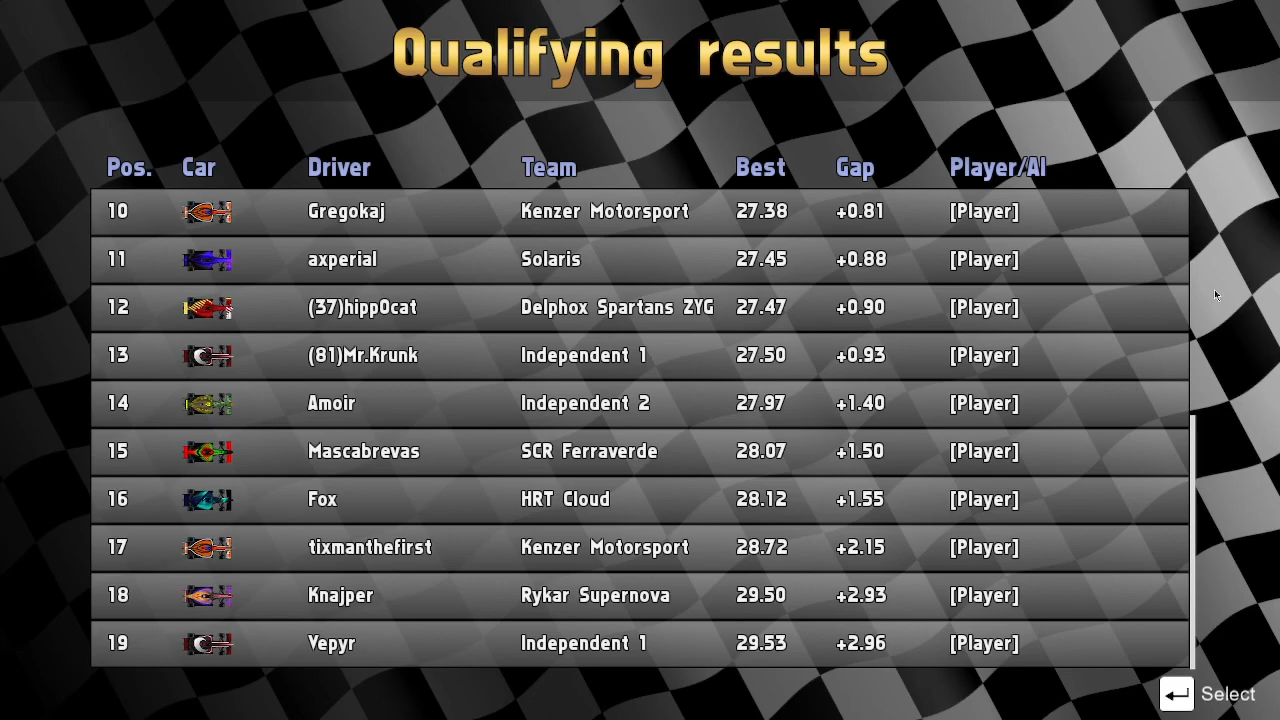 Qualifying results
Pos. Car Driver Team Best Gap Player/AI
10 Gregokaj Kenzer Motorsport 27.38 +0.81 [Player]
11 axperial Solaris 27.45 +0.88 [Player]
12 (37)hipp0cat Delphox Spartans ZYG 27.47 +0.90 [Player]
13 (81)Mr.Krunk Independent 1 27.50 +0.93 [Player]
14 Amoir Independent 2 27.97 +1.40 [Player]
15 Mascabrevas SCR Ferraverde 28.07 +1.50 [Player]
16 Fox HRT Cloud 28.12 +1.55 [Player]
17 tixmanthefirst Kenzer Motorsport 28.72 +2.15 [Player]
18 Knajper Rykar Supernova 29.50 +2.93 [Player]
19 Vepyr Independent 1 29.53 +2.96 [Player]
Select